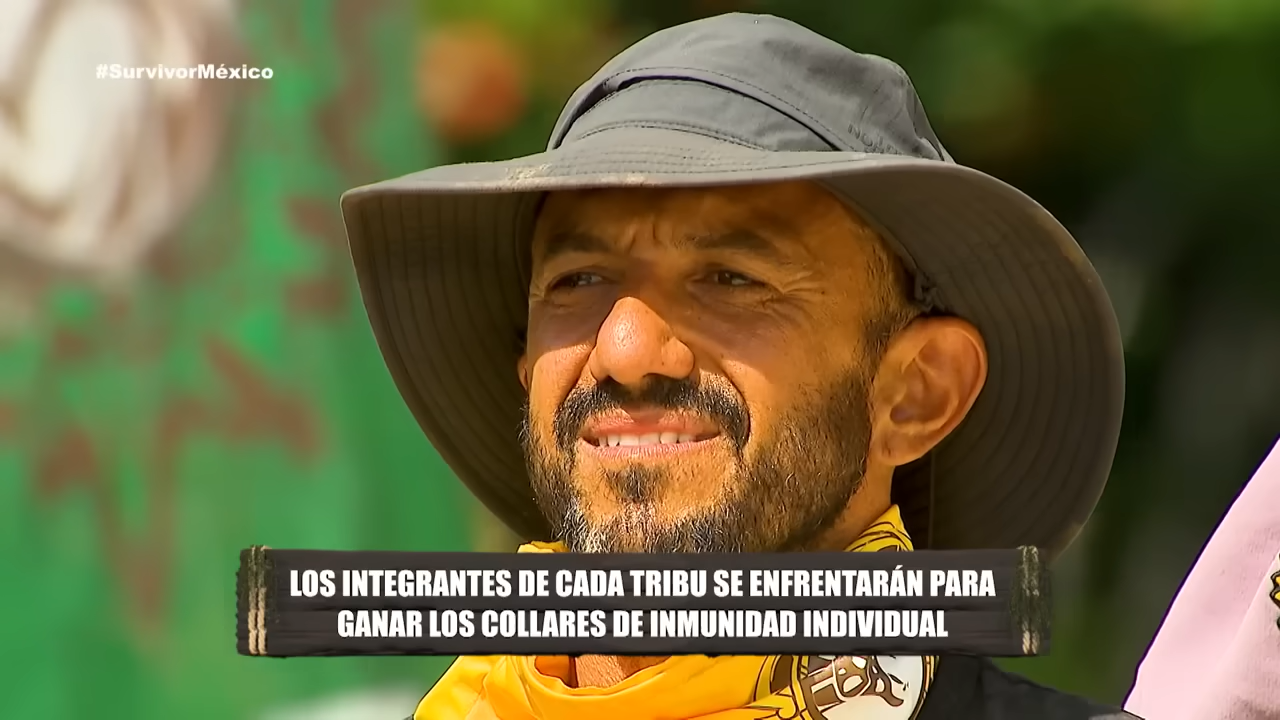 #SurvivorMéxico
LOS INTEGRANTES DE CADA TRIBU SE ENFRENTARÁN PARA
GANAR LOS COLLARES DE INMUNIDAD INDIVIDUAL